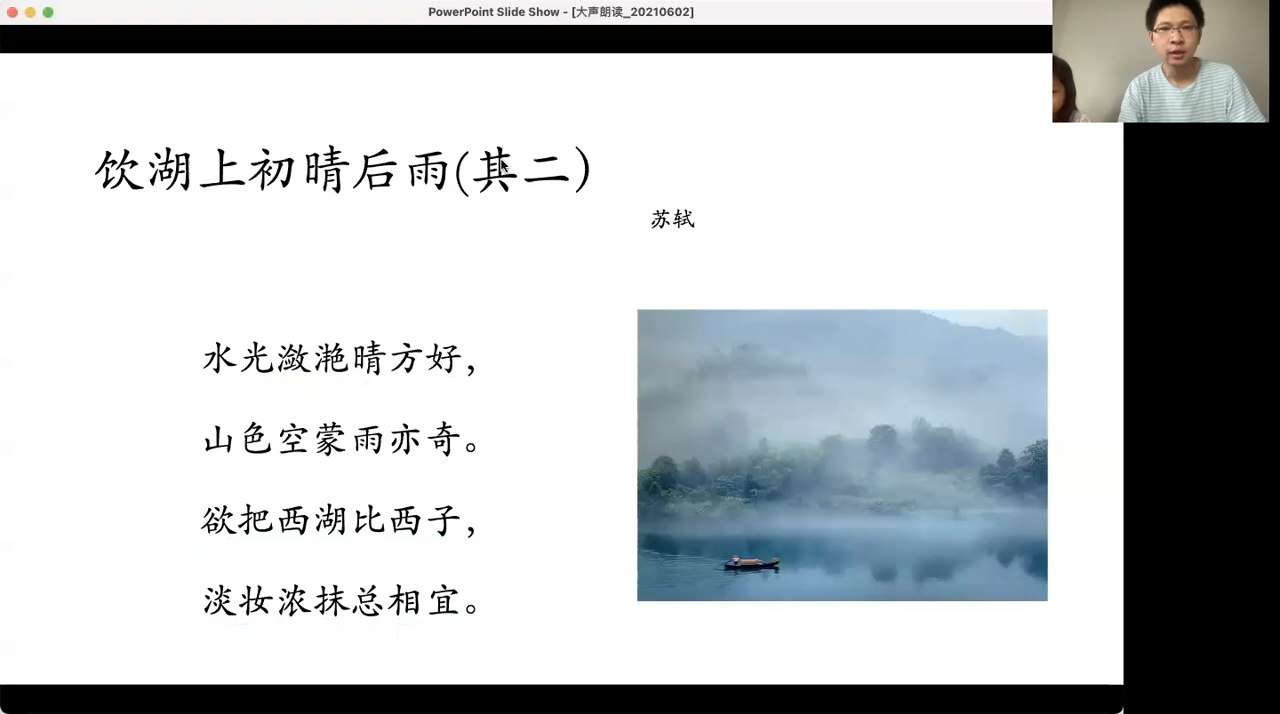 PowerPoint Slide Show - [大声朗读_20210602]
饮湖上初晴后雨(其二)
苏轼
水光潋滟晴方好，
山色空蒙雨亦奇。
欲把西湖比西子，
淡妆浓抹总相宜。